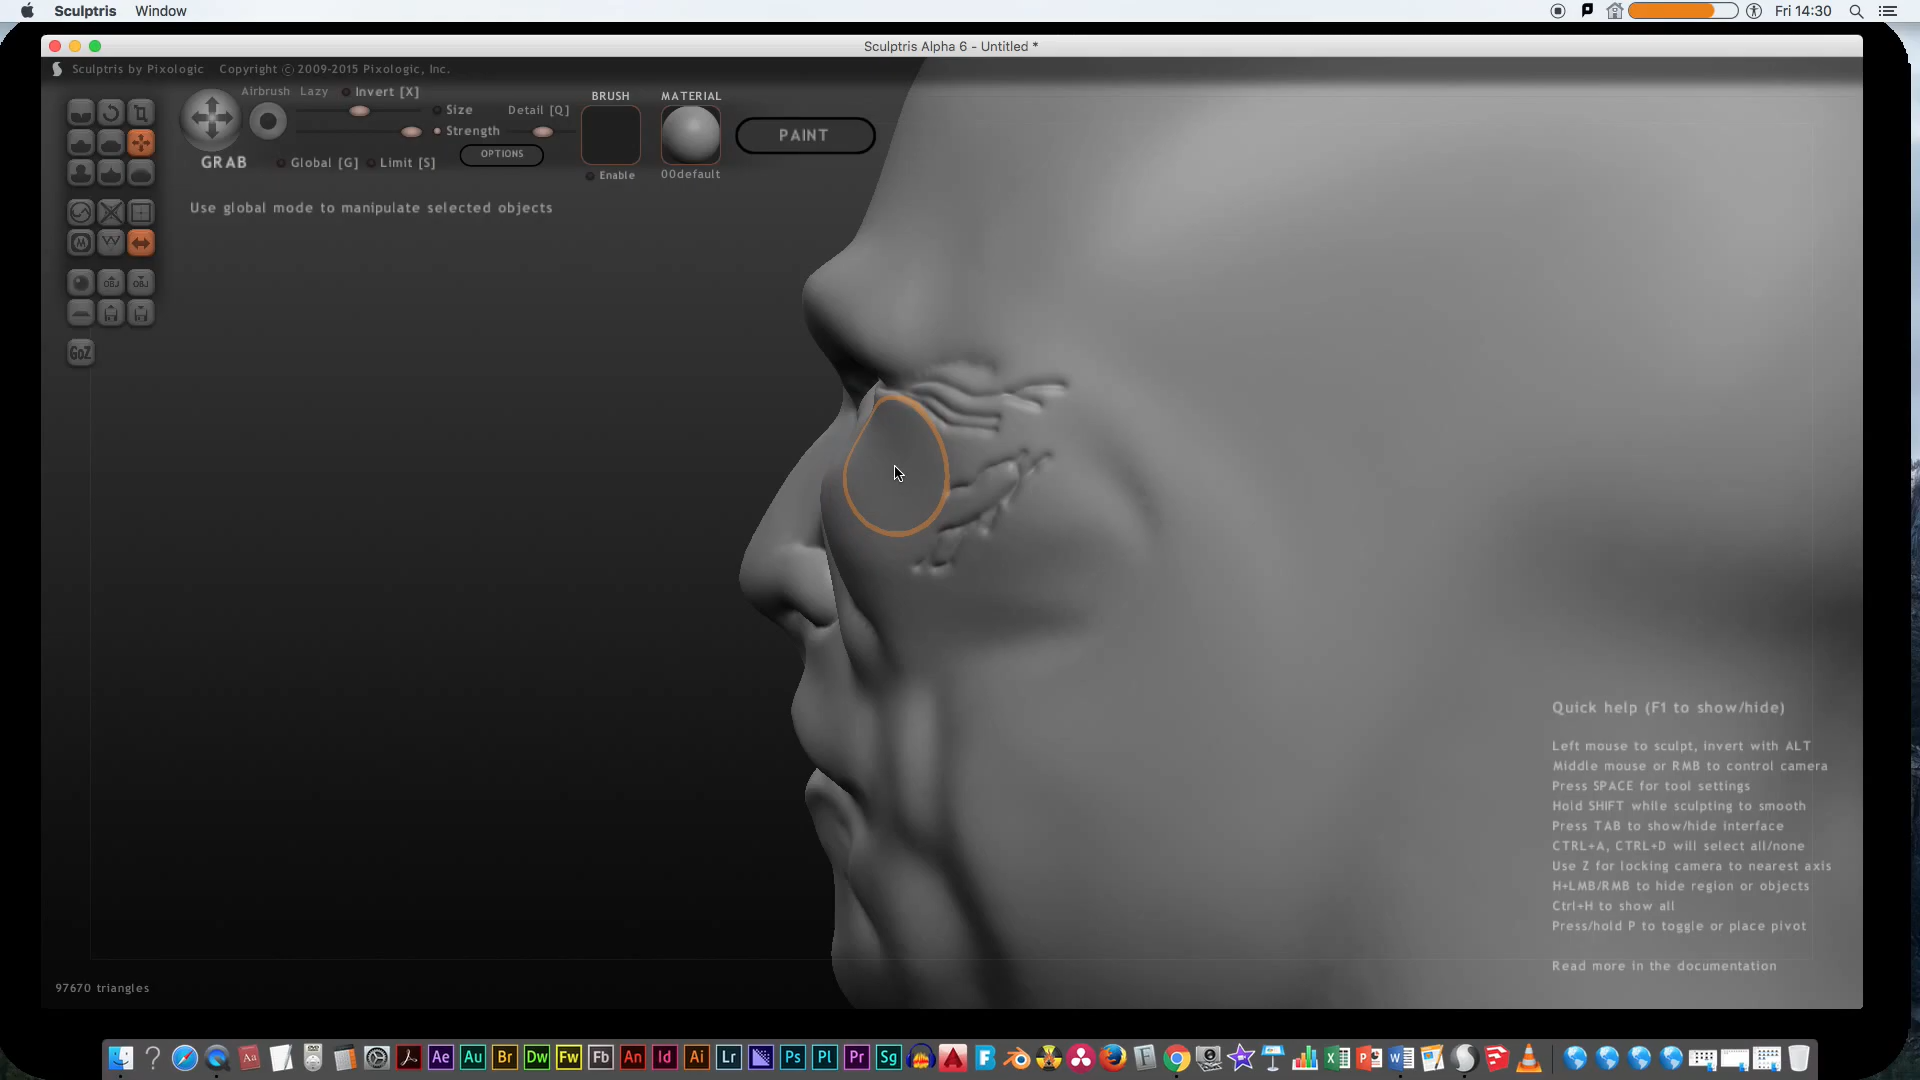 Sculptris Window
Fri 14:30
Sculptris Alpha 6 - Untitled *
Sculptris by Pixologic Copyright © 2009-2015 Pixologic, Inc.
Airbrush Lazy Invert [X]
Size Detail [Q]
Strength
GRAB
Global [G] Limit [S]
OPTIONS
BRUSH
Enable
MATERIAL
00default
PAINT
Use global mode to manipulate selected objects
OBJ OBJ
GoZ
Quick help (F1 to show/hide)
Left mouse to sculpt, invert with ALT
Middle mouse or RMB to control camera
Press SPACE for tool settings
Hold SHIFT while sculpting to smooth
Press TAB to show/hide interface
CTRL+A, CTRL+D will select all/none
Use Z for locking camera to nearest axis
H+LMB/RMB to hide region or objects
Ctrl+H to show all
Press/hold P to toggle or place pivot
Read more in the documentation
97670 triangles
? Aa Ae Au Br Dw Fw Fb An Id Ai Lr Ps Pl Pr Sg